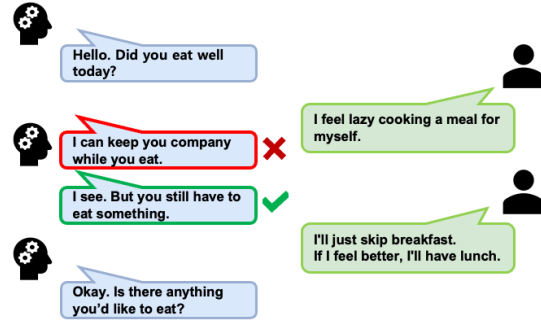 Hello. Did you eat well
today?
I feel lazy cooking a meal for
myself.
I can keep you company
while you eat.
I see. But you still have to
eat something.
I'll just skip breakfast.
If I feel better, I'll have lunch.
Okay. Is there anything
you'd like to eat?